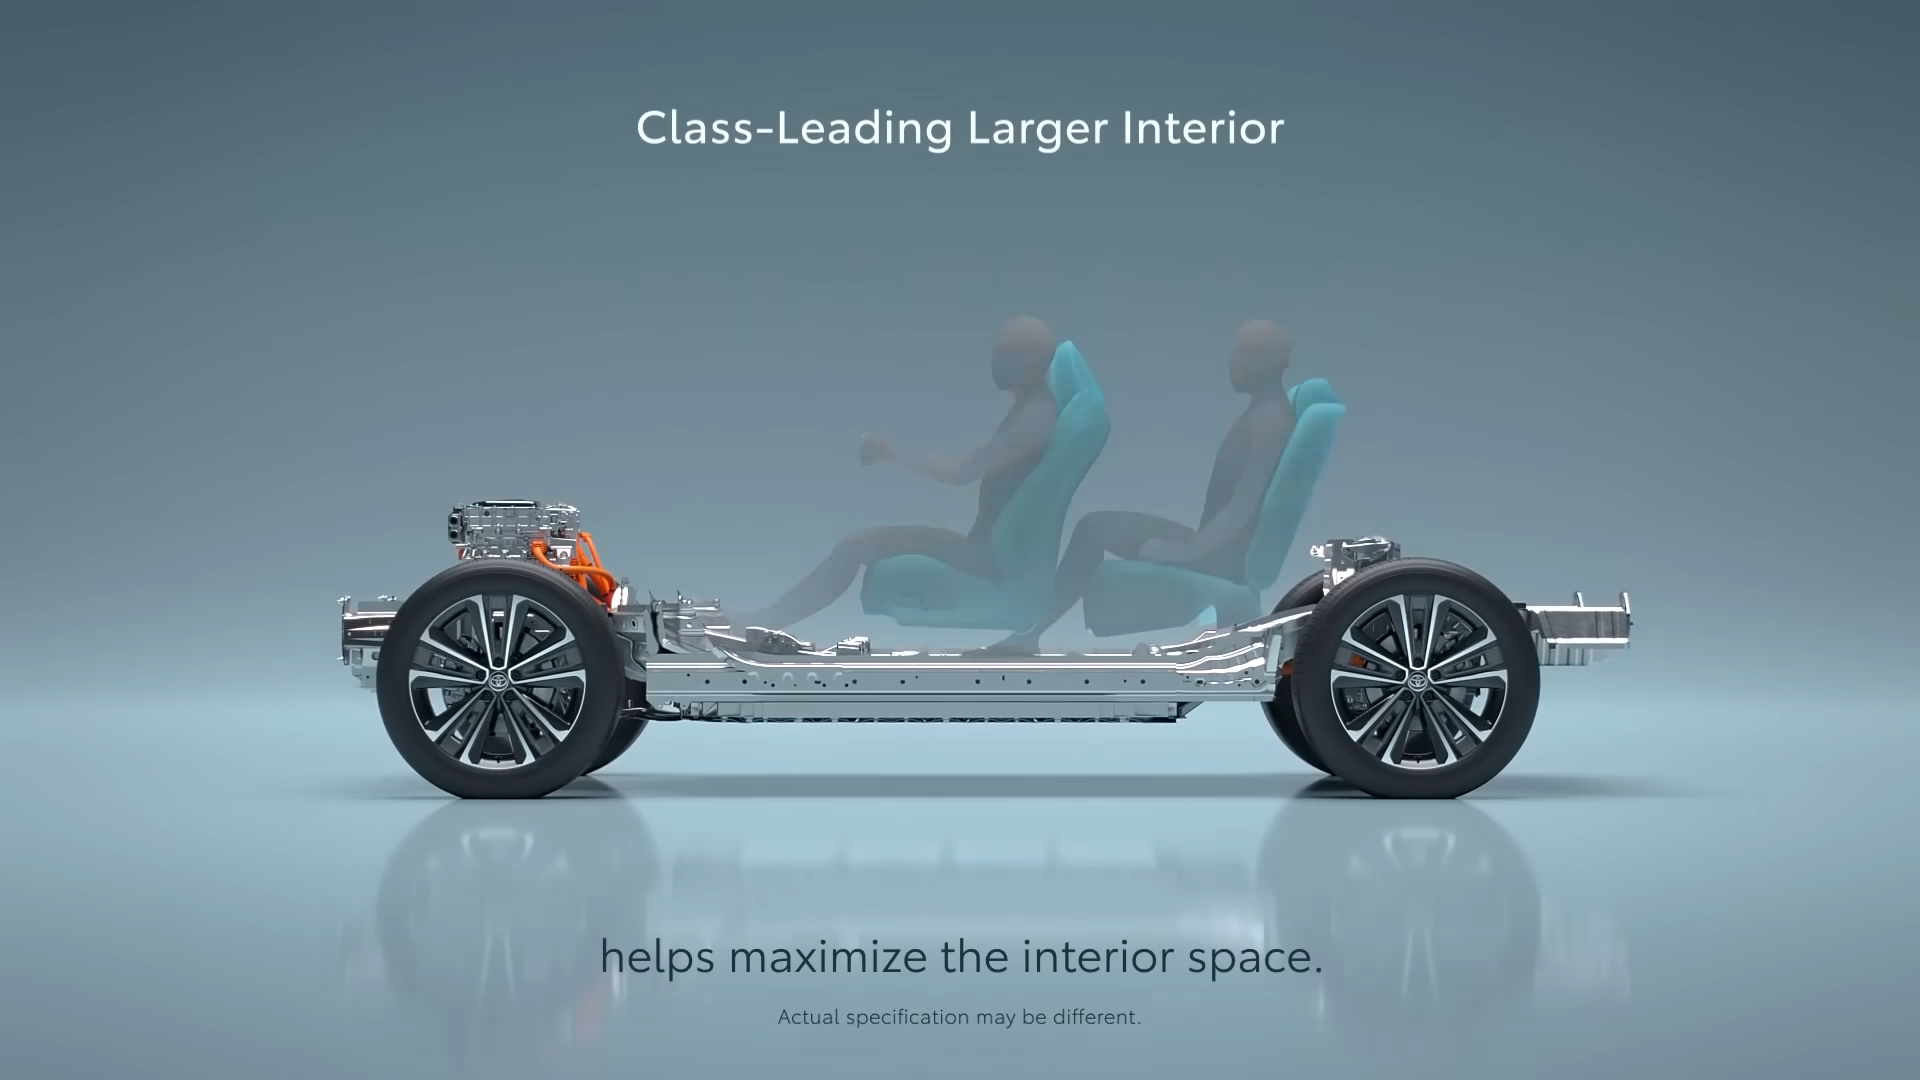 Class-Leading Larger Interior
helps maximize the interior space.
Actual specification may be different.